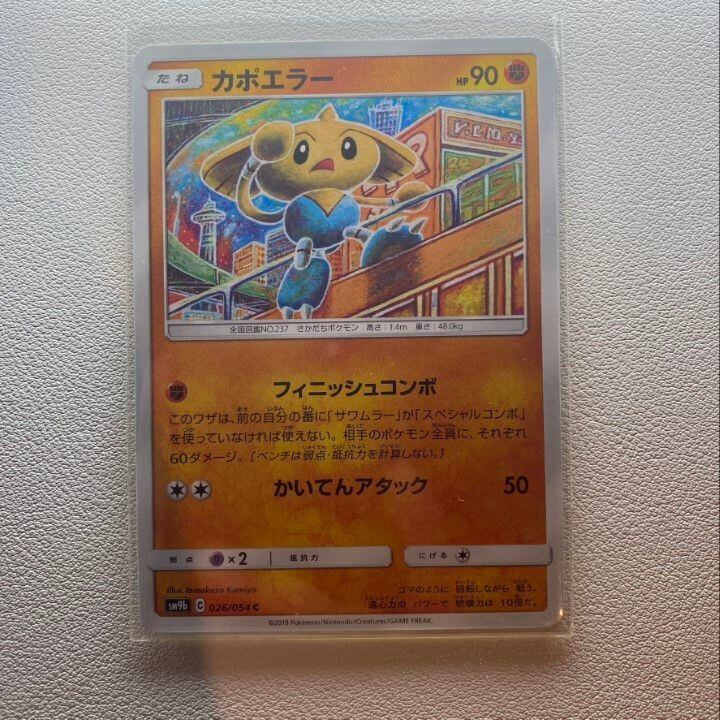 たね カポエラー HP 90
V.E.M.X
全国図鑑NO.237 さかだちポケモン 高さ:1.4m 重さ:48.0kg
フィニッシュコンボ
このワザは、前の自分の番に「サワムラー」が「スペシャルコンボ」
を使っていなければ使えない。相手のポケモン全員に、それぞれ
60ダメージ。[ベンチは弱点・抵抗力を計算しない。]
かいてんアタック 50
弱点 ×2 抵抗力 にげる
Illus. Tomokazu Komiya
コマのように 回転しながら 戦う。
遠心力の パワーで 破壊力は 10倍だ。
sm9b C 026/054 C
©2019 Pokémon/Nintendo/Creatures/GAME FREAK.